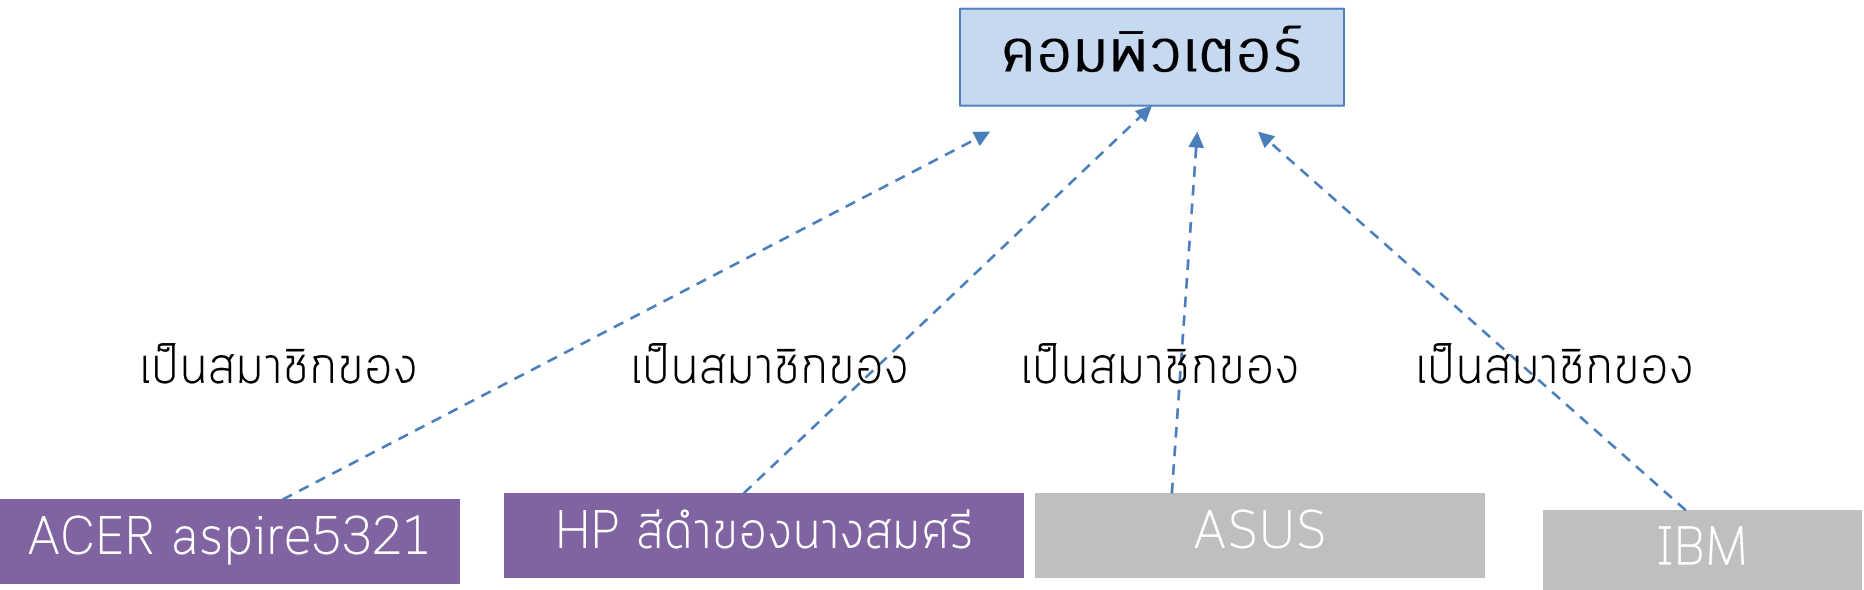 คอมพิวเตอร์
เป็นสมาชิกของ
เป็นสมาชิกของ
เป็นสมาชิกของ
เป็นสมาชิกของ
ACER aspire5321
HP สีดำของนางสมศรี
ASUS
IBM